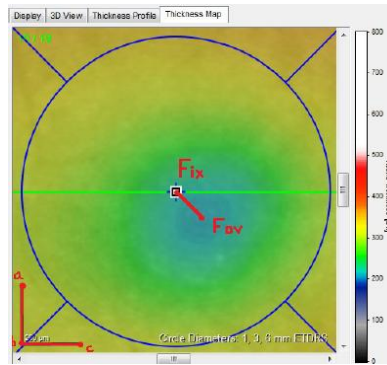 Display 3D View Thickness Profile Thickness Map
800
700
600
500
400
300
200
100
0
Fix
Fov
a
c
Circle Diameters: 1, 3, 6 mm ETDRS